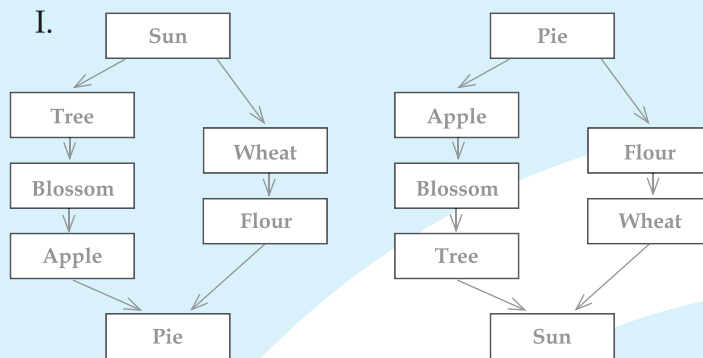 I.
Sun
Tree
Wheat
Blossom
Flour
Apple
Pie
Pie
Apple
Flour
Blossom
Wheat
Tree
Sun